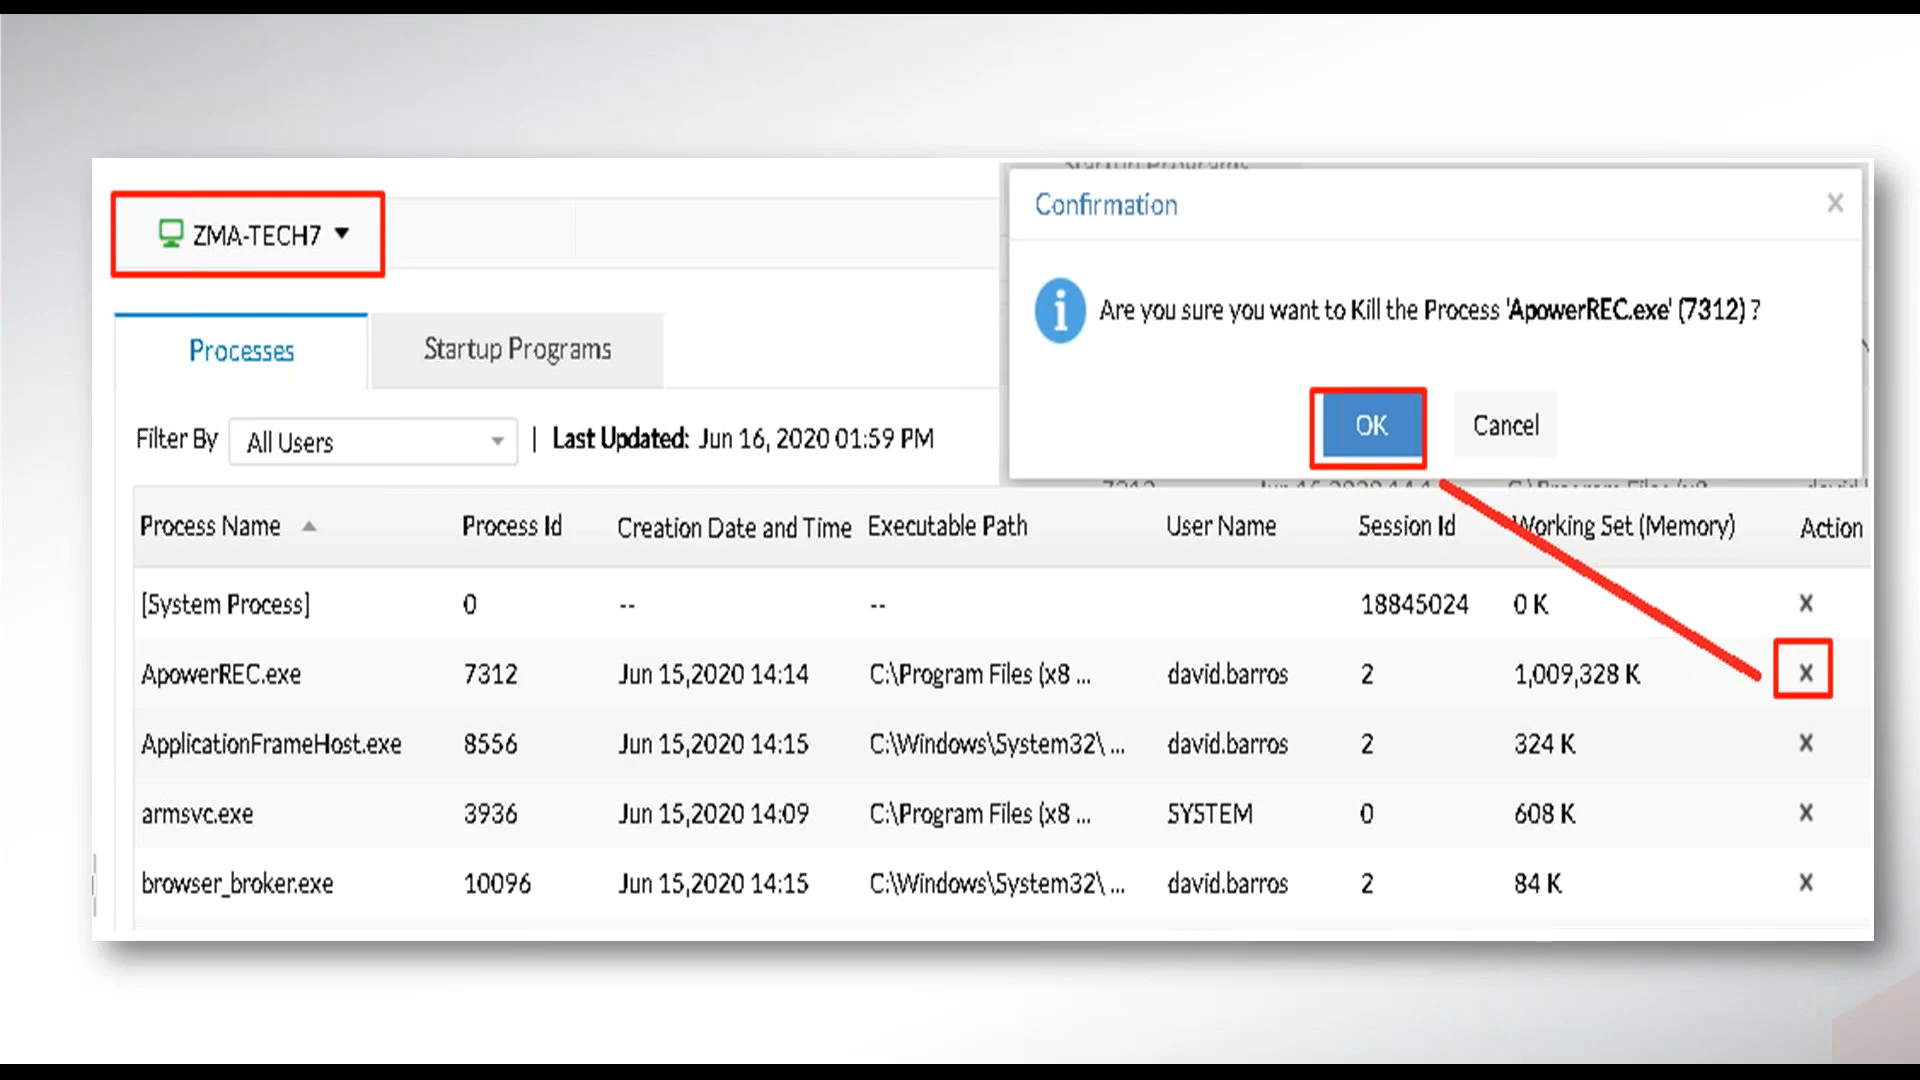 ZMA-TECH7
Processes
Startup Programs
Filter By
All Users
| Last Updated: Jun 16, 2020 01:59 PM
Startup Programs
Confirmation
Are you sure you want to Kill the Process 'ApowerREC.exe' (7312) ?
OK
Cancel
Process Name Process Id Creation Date and Time Executable Path User Name Session Id Working Set (Memory) Action
[System Process] 0 -- -- 18845024 0 K x
ApowerREC.exe 7312 Jun 15,2020 14:14 C:\Program Files (x8 ... david.barros 2 1,009,328 K x
ApplicationFrameHost.exe 8556 Jun 15,2020 14:15 C:\Windows\System32\ ... david.barros 2 324 K x
armsvc.exe 3936 Jun 15,2020 14:09 C:\Program Files (x8 ... SYSTEM 0 608 K x
browser_broker.exe 10096 Jun 15,2020 14:15 C:\Windows\System32\ ... david.barros 2 84 K x